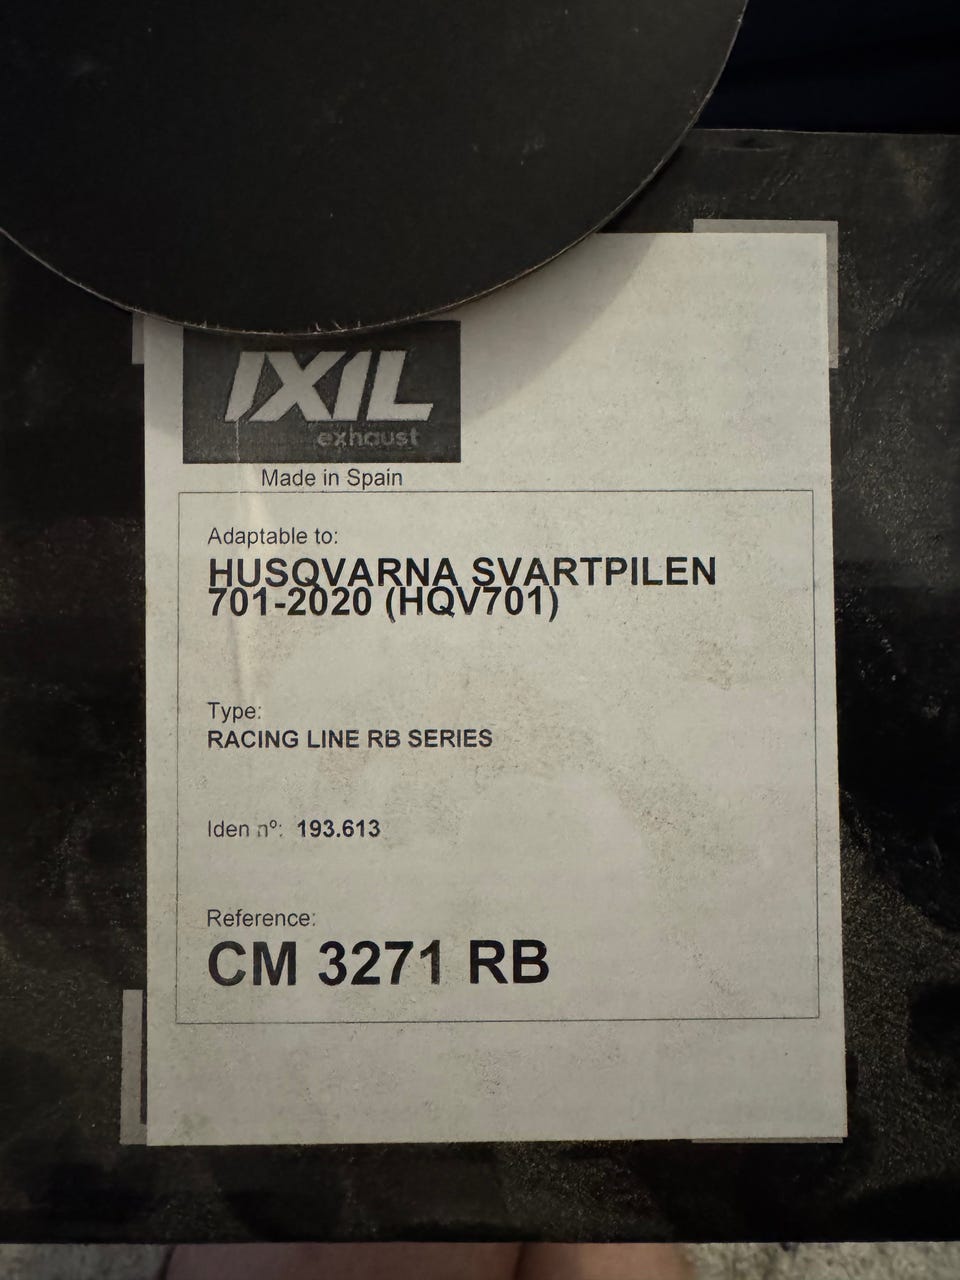 IXIL
exhaust
Made in Spain
Adaptable to:
HUSQVARNA SVARTPILEN
701-2020 (HQV701)
Type:
RACING LINE RB SERIES
Iden nº: 193.613
Reference:
CM 3271 RB